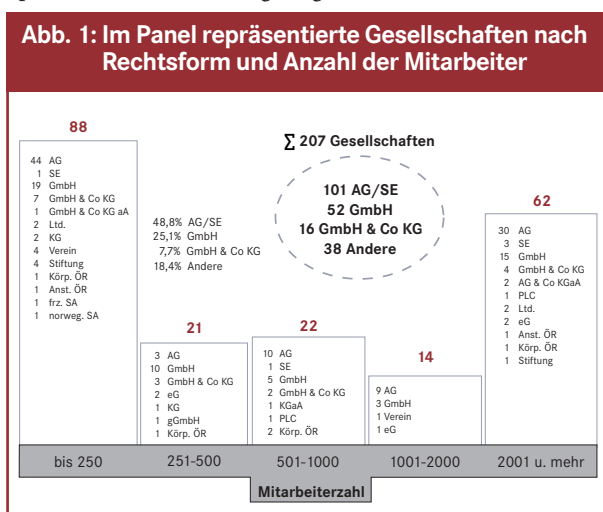 Abb. 1: Im Panel repräsentierte Gesellschaften nach
Rechtsform und Anzahl der Mitarbeiter
88
44 AG
1 SE
19 GmbH
7 GmbH & Co KG
1 GmbH & Co KG aA
2 Ltd.
2 KG
4 Verein
4 Stiftung
1 Körp. ÖR
1 Anst. ÖR
1 frz. SA
1 norweg. SA
48,8% AG/SE
25,1% GmbH
7,7% GmbH & Co KG
18,4% Andere
∑ 207 Gesellschaften
101 AG/SE
52 GmbH
16 GmbH & Co KG
38 Andere
21
3 AG
10 GmbH
3 GmbH & Co KG
2 eG
1 KG
1 gGmbH
1 Körp. ÖR
22
10 AG
1 SE
5 GmbH
2 GmbH & Co KG
1 KGaA
1 PLC
2 Körp. ÖR
14
9 AG
3 GmbH
1 Verein
1 eG
62
30 AG
3 SE
15 GmbH
4 GmbH & Co KG
2 AG & Co KGaA
1 PLC
2 Ltd.
2 eG
1 Anst. ÖR
1 Körp. ÖR
1 Stiftung
bis 250
251-500
501-1000
1001-2000
2001 u. mehr
Mitarbeiterzahl